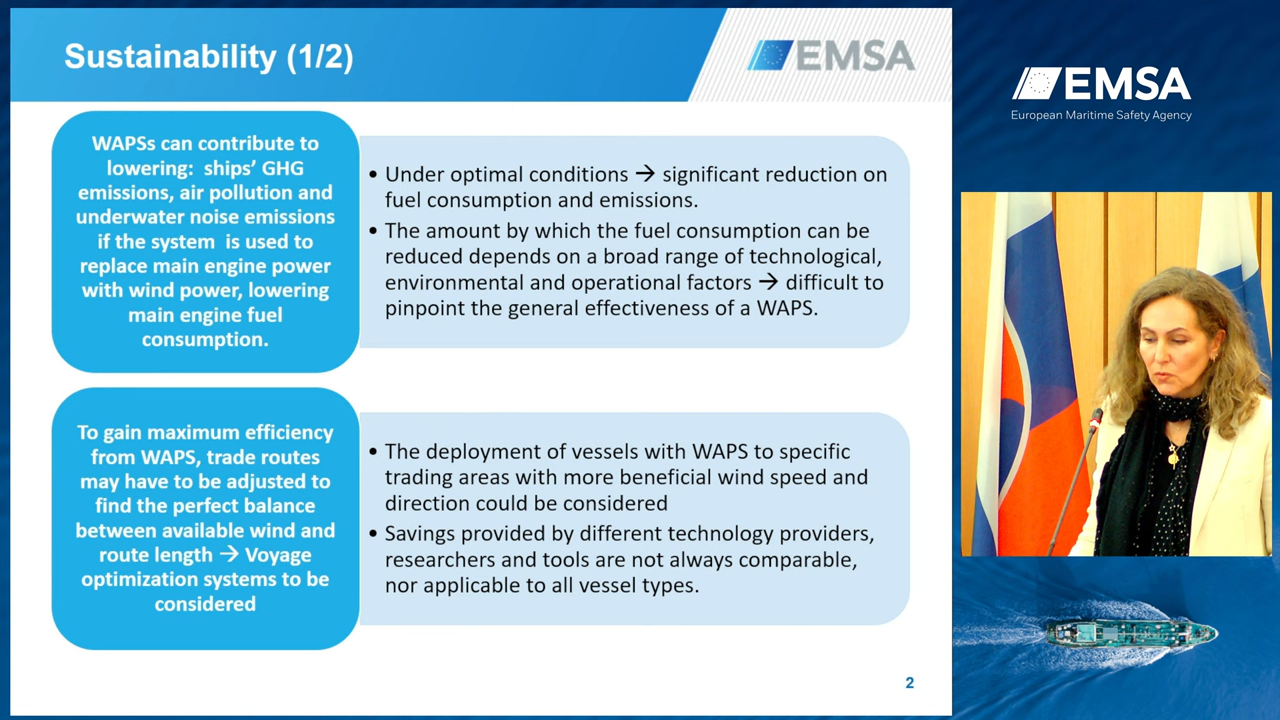 Sustainability (1/2)
EMSA
WAPSs can contribute to
lowering: ships' GHG
emissions, air pollution and
underwater noise emissions
if the system is used to
replace main engine power
with wind power, lowering
main engine fuel
consumption.
• Under optimal conditions → significant reduction on
fuel consumption and emissions.
• The amount by which the fuel consumption can be
reduced depends on a broad range of technological,
environmental and operational factors → difficult to
pinpoint the general effectiveness of a WAPS.
To gain maximum efficiency
from WAPS, trade routes
may have to be adjusted to
find the perfect balance
between available wind and
route length → Voyage
optimization systems to be
considered
• The deployment of vessels with WAPS to specific
trading areas with more beneficial wind speed and
direction could be considered
• Savings provided by different technology providers,
researchers and tools are not always comparable,
nor applicable to all vessel types.
2
EMSA
European Maritime Safety Agency